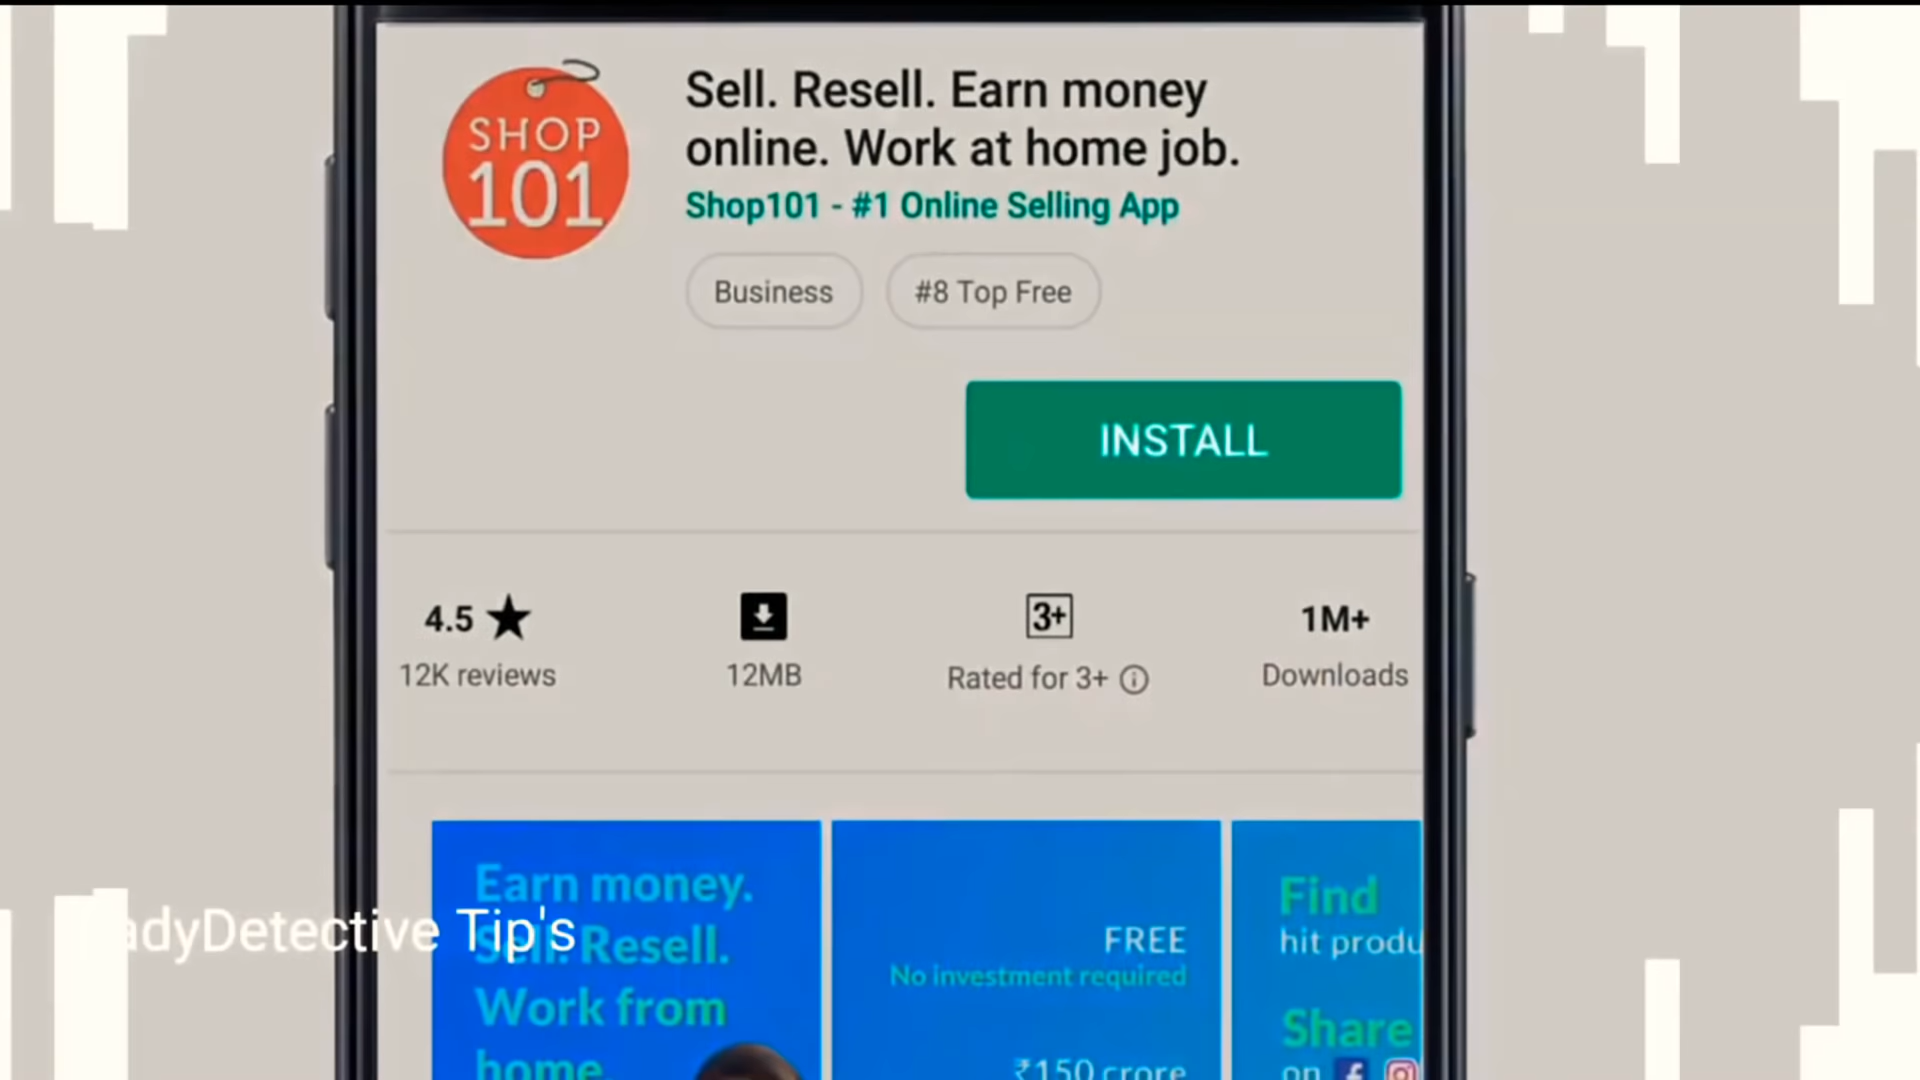 SHOP
101
Sell. Resell. Earn money
online. Work at home job.
Shop101 - #1 Online Selling App
Business
#8 Top Free
INSTALL
4.5
12K reviews
12MB
3+
Rated for 3+
1M+
Downloads
Earn money.
Sell. Resell.
Work from
home
FREE
No investment required
₹150 crore
Find
hit produ
Share
on
adyDetective Tip's